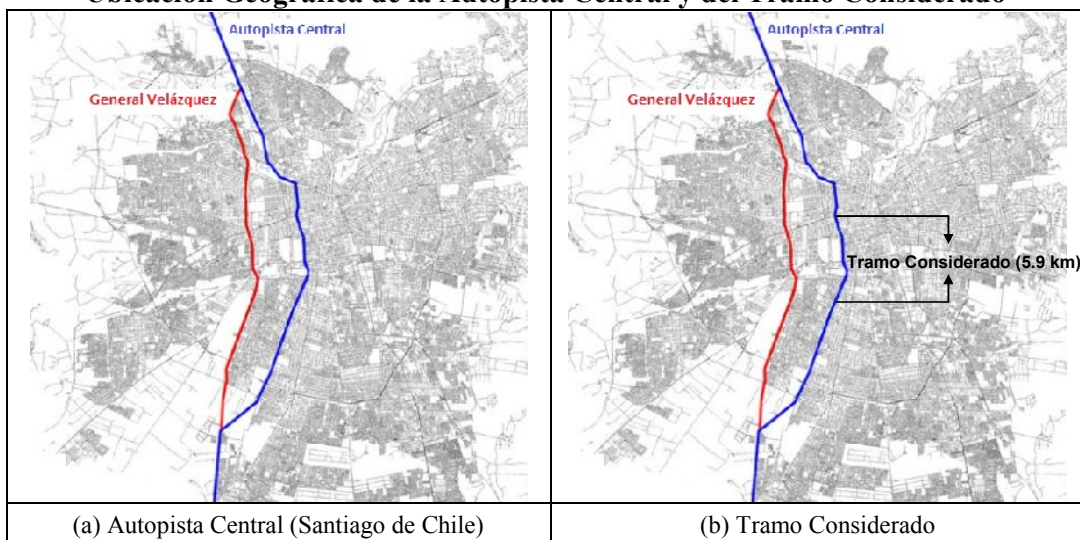 Ubicación Geográfica de la Autopista Central y del Tramo Considerado
Autopista Central
General Velázquez
Autopista Central
General Velázquez
Tramo Considerado (5.9 km)
(a) Autopista Central (Santiago de Chile)
(b) Tramo Considerado